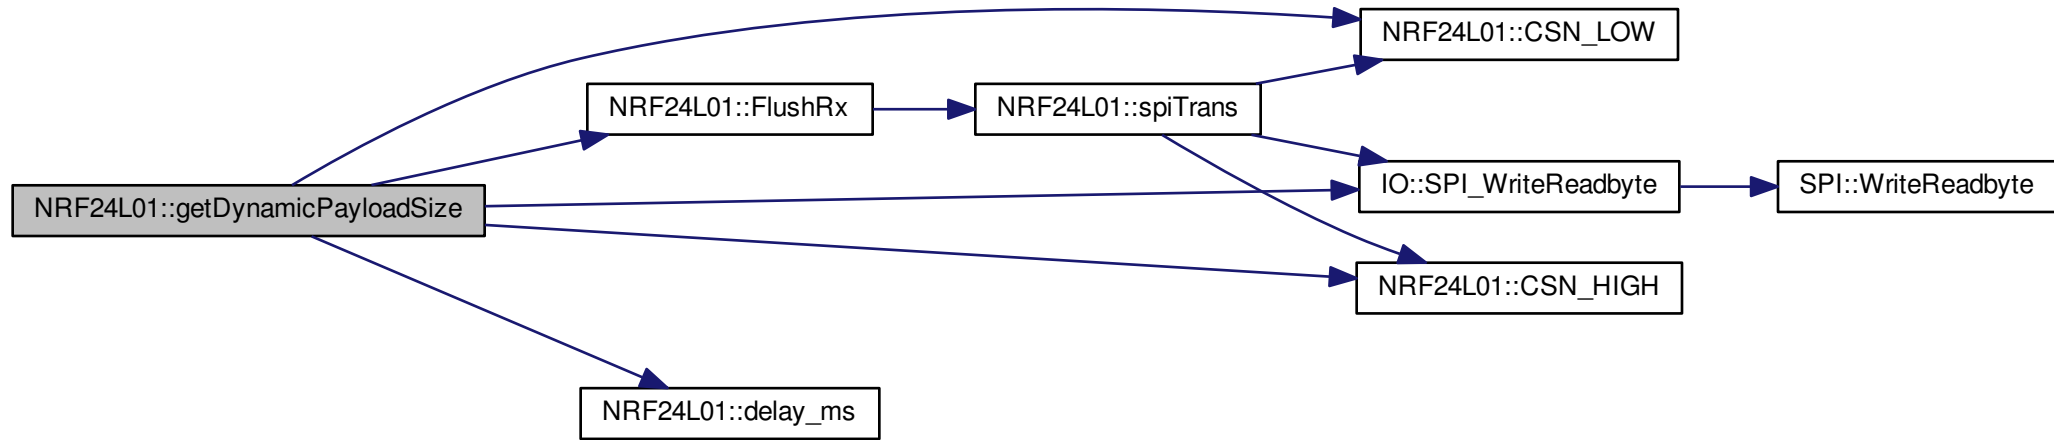 NRF24L01::CSN_LOW
NRF24L01::FlushRx
NRF24L01::spiTrans
IO::SPI_WriteReadbyte
SPI::WriteReadbyte
NRF24L01::getDynamicPayloadSize
NRF24L01::CSN_HIGH
NRF24L01::delay_ms